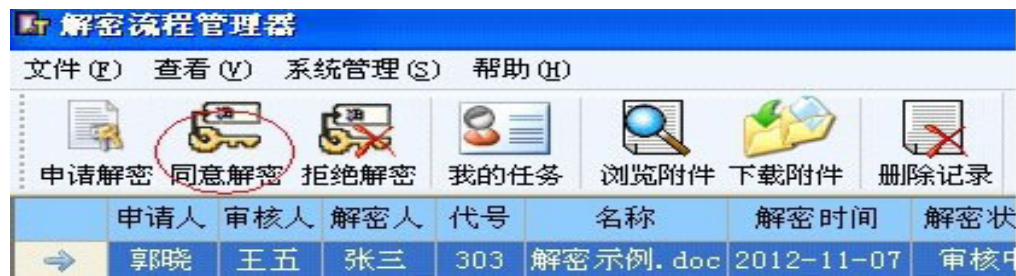 解密流程管理器
文件(F) 查看(V) 系统管理(S) 帮助(H)
申请解密 同意解密 拒绝解密 我的任务 浏览附件 下载附件 删除记录
申请人 审核人 解密人 代号 名称 解密时间 解密状
郭晓 王五 张三 303 解密示例.doc 2012-11-07 审核中